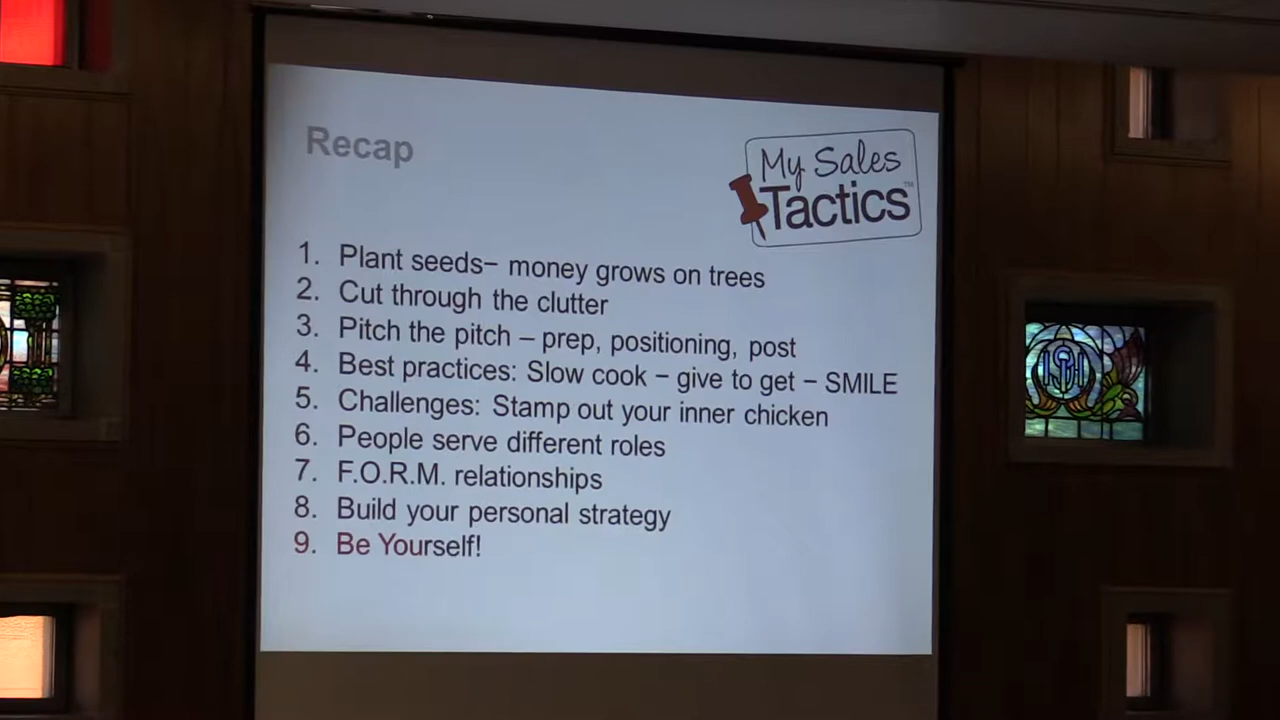 Recap
My Sales
Tactics™
1. Plant seeds– money grows on trees
2. Cut through the clutter
3. Pitch the pitch – prep, positioning, post
4. Best practices: Slow cook – give to get – SMILE
5. Challenges: Stamp out your inner chicken
6. People serve different roles
7. F.O.R.M. relationships
8. Build your personal strategy
9. Be Yourself!